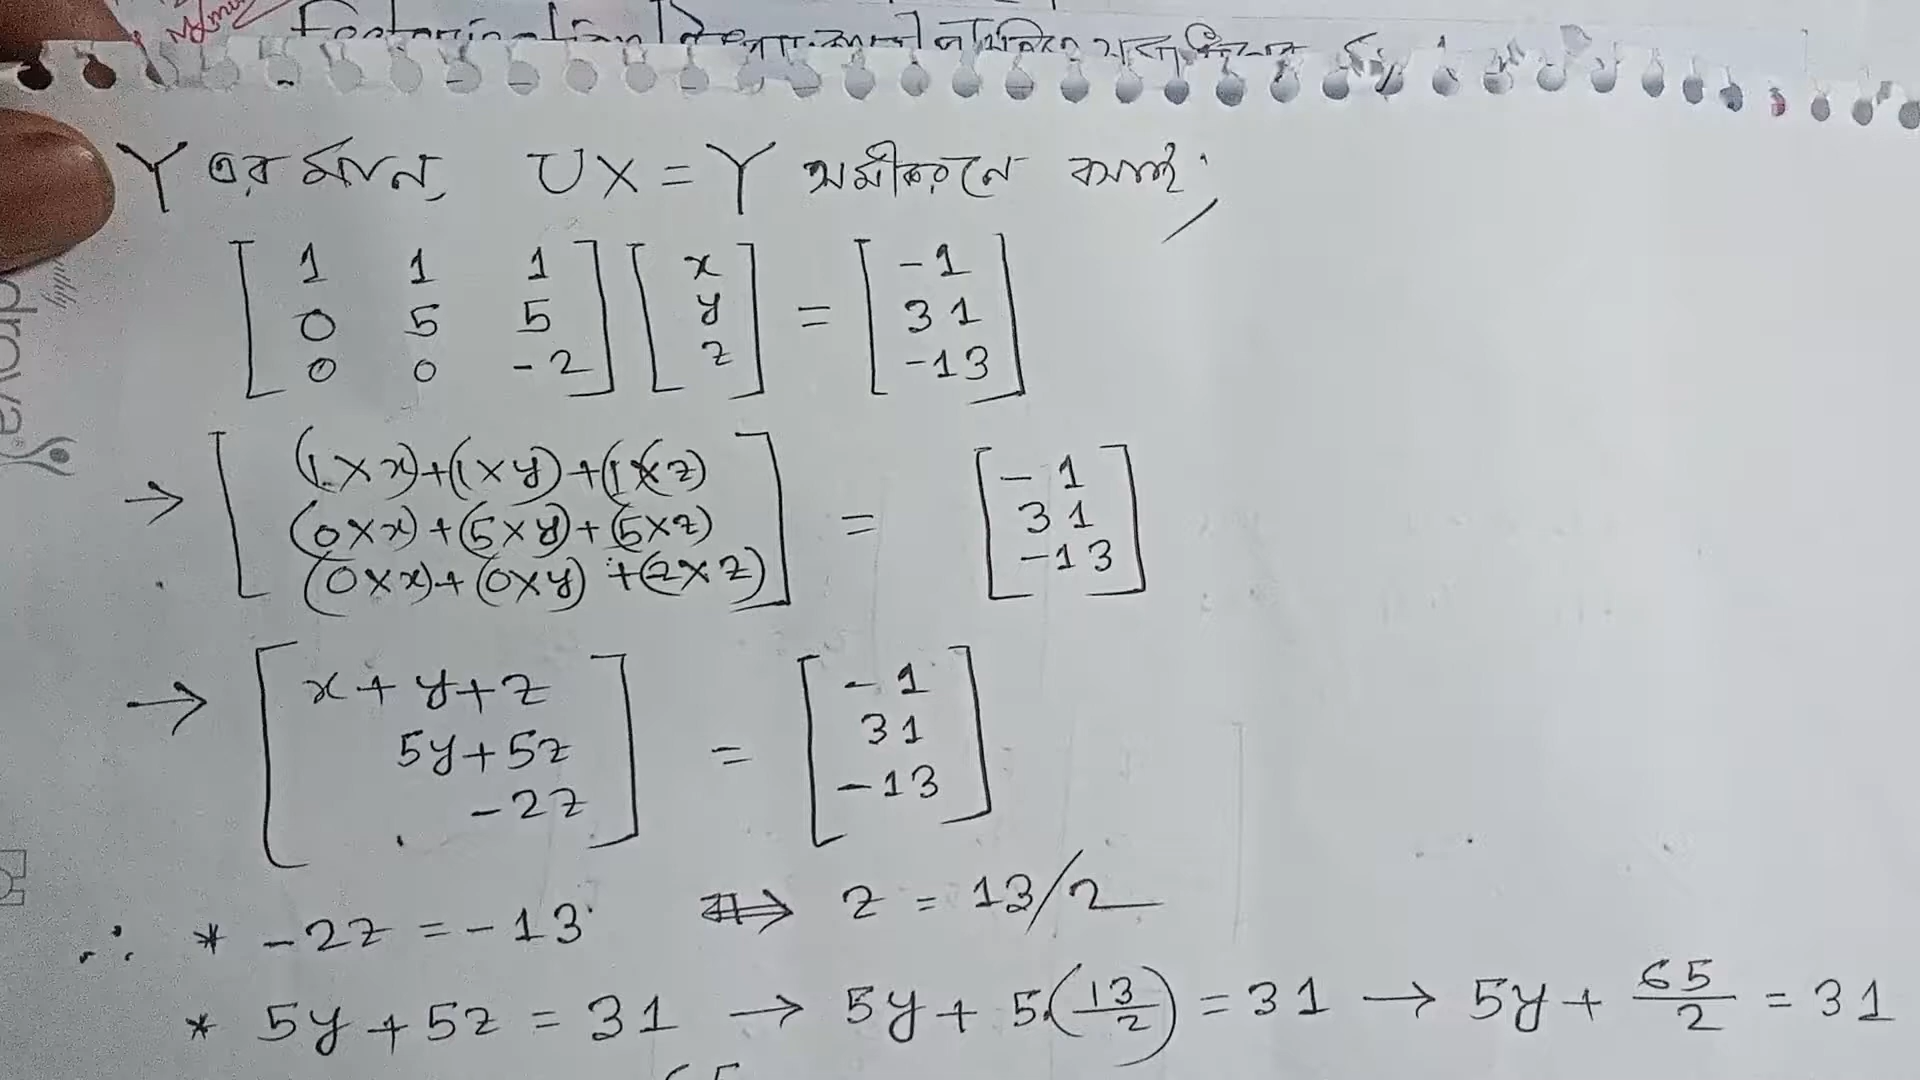 Y এর মান, UX = Y সমীকরণে বসাই;
[1 1 1; 0 5 5; 0 0 -2] [x; y; z] = [-1; 31; -13]
→ [(1×x)+(1×y)+(1×z); (0×x)+(5×y)+(5×z); (0×x)+(0×y)+(-2×z)] = [-1; 31; -13]
→ [x+y+z; 5y+5z; -2z] = [-1; 31; -13]
∴ * -2z = -13 ⇒ z = 13/2
* 5y + 5z = 31 → 5y + 5.(13/2) = 31 → 5y + 65/2 = 31